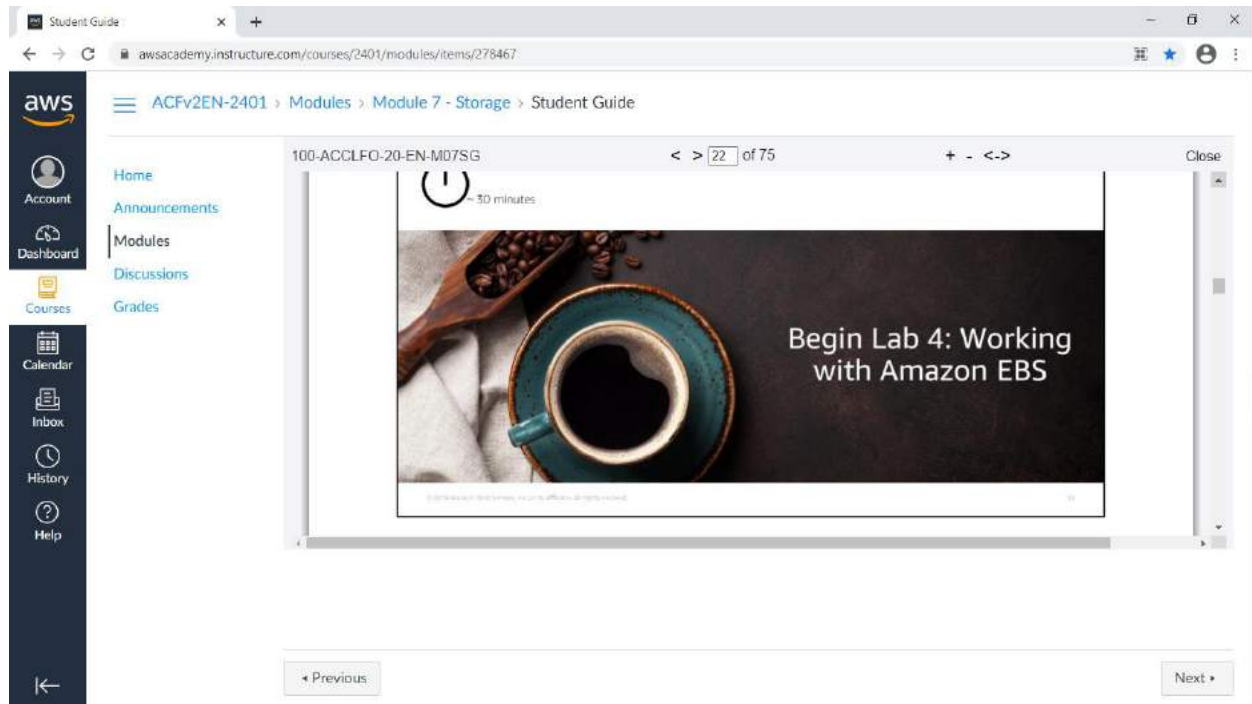 Student Guide
awsacademy.instructure.com/courses/2401/modules/items/278467
aws
ACFv2EN-2401 › Modules › Module 7 - Storage › Student Guide
100-ACCLFO-20-EN-M07SG
< > 22 of 75
+ - <->
Close
Account
Dashboard
Courses
Calendar
Inbox
History
Help
Home
Announcements
Modules
Discussions
Grades
~ 30 minutes
Begin Lab 4: Working
with Amazon EBS
◂ Previous
Next ▸